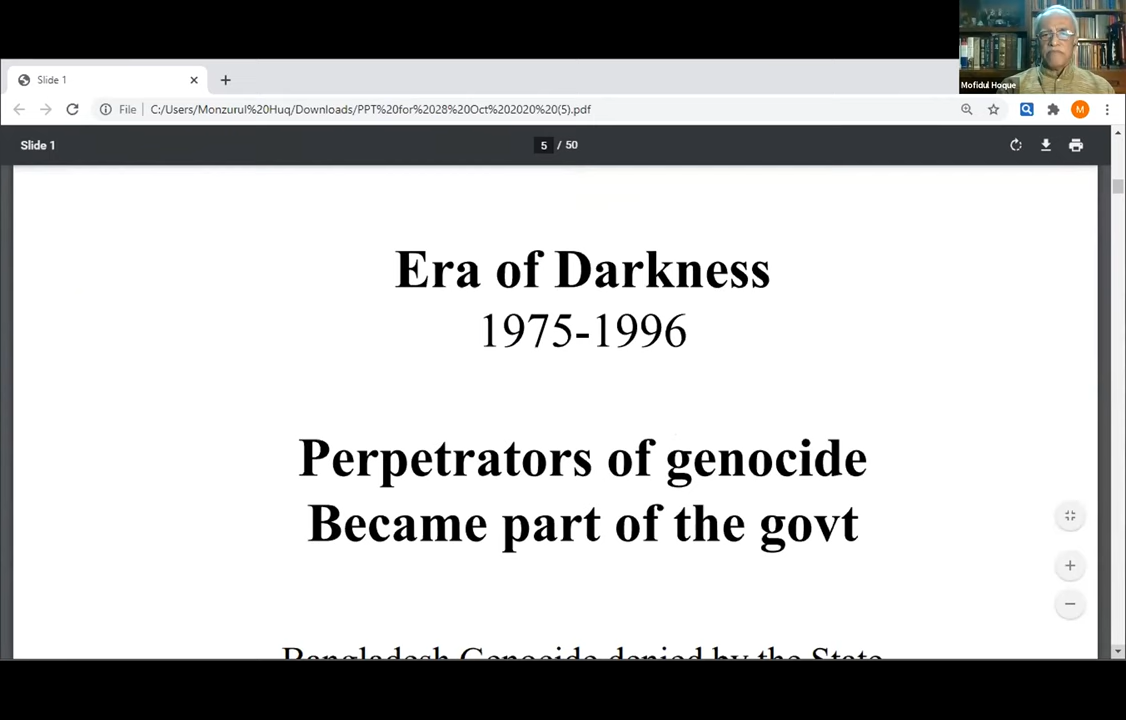 Slide 1
File C:/Users/Monzurul%20Huq/Downloads/PPT%20for%2028%20Oct%202020%20(5).pdf
M
Mofidul Hoque
Slide 1
5 / 50
Era of Darkness
1975-1996
Perpetrators of genocide
Became part of the govt
Bangladesh Genocide denied by the State